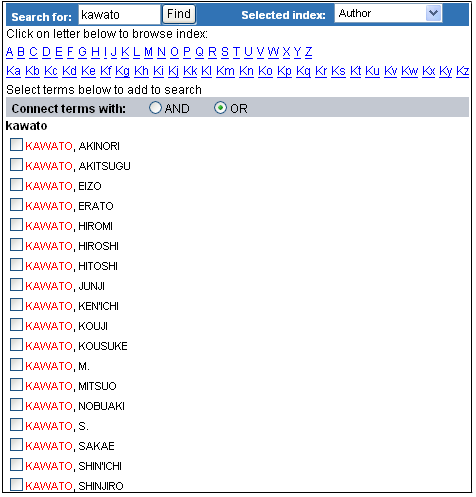 Search for: kawato Find Selected index: Author
Click on letter below to browse index:
A B C D E F G H I J K L M N O P Q R S T U V W X Y Z
Ka Kb Kc Kd Ke Kf Kg Kh Ki Kj Kk Kl Km Kn Ko Kp Kq Kr Ks Kt Ku Kv Kw Kx Ky Kz
Select terms below to add to search
Connect terms with: AND OR
kawato
KAWATO, AKINORI
KAWATO, AKITSUGU
KAWATO, EIZO
KAWATO, ERATO
KAWATO, HIROMI
KAWATO, HIROSHI
KAWATO, HITOSHI
KAWATO, JUNJI
KAWATO, KEN'ICHI
KAWATO, KOUJI
KAWATO, KOUSUKE
KAWATO, M.
KAWATO, MITSUO
KAWATO, NOBUAKI
KAWATO, S.
KAWATO, SAKAE
KAWATO, SHIN'ICHI
KAWATO, SHINJIRO